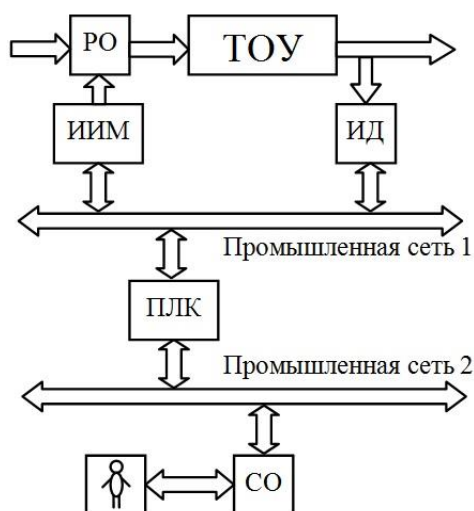 РО
ТОУ
ИИМ
ИД
Промышленная сеть 1
ПЛК
Промышленная сеть 2
СО